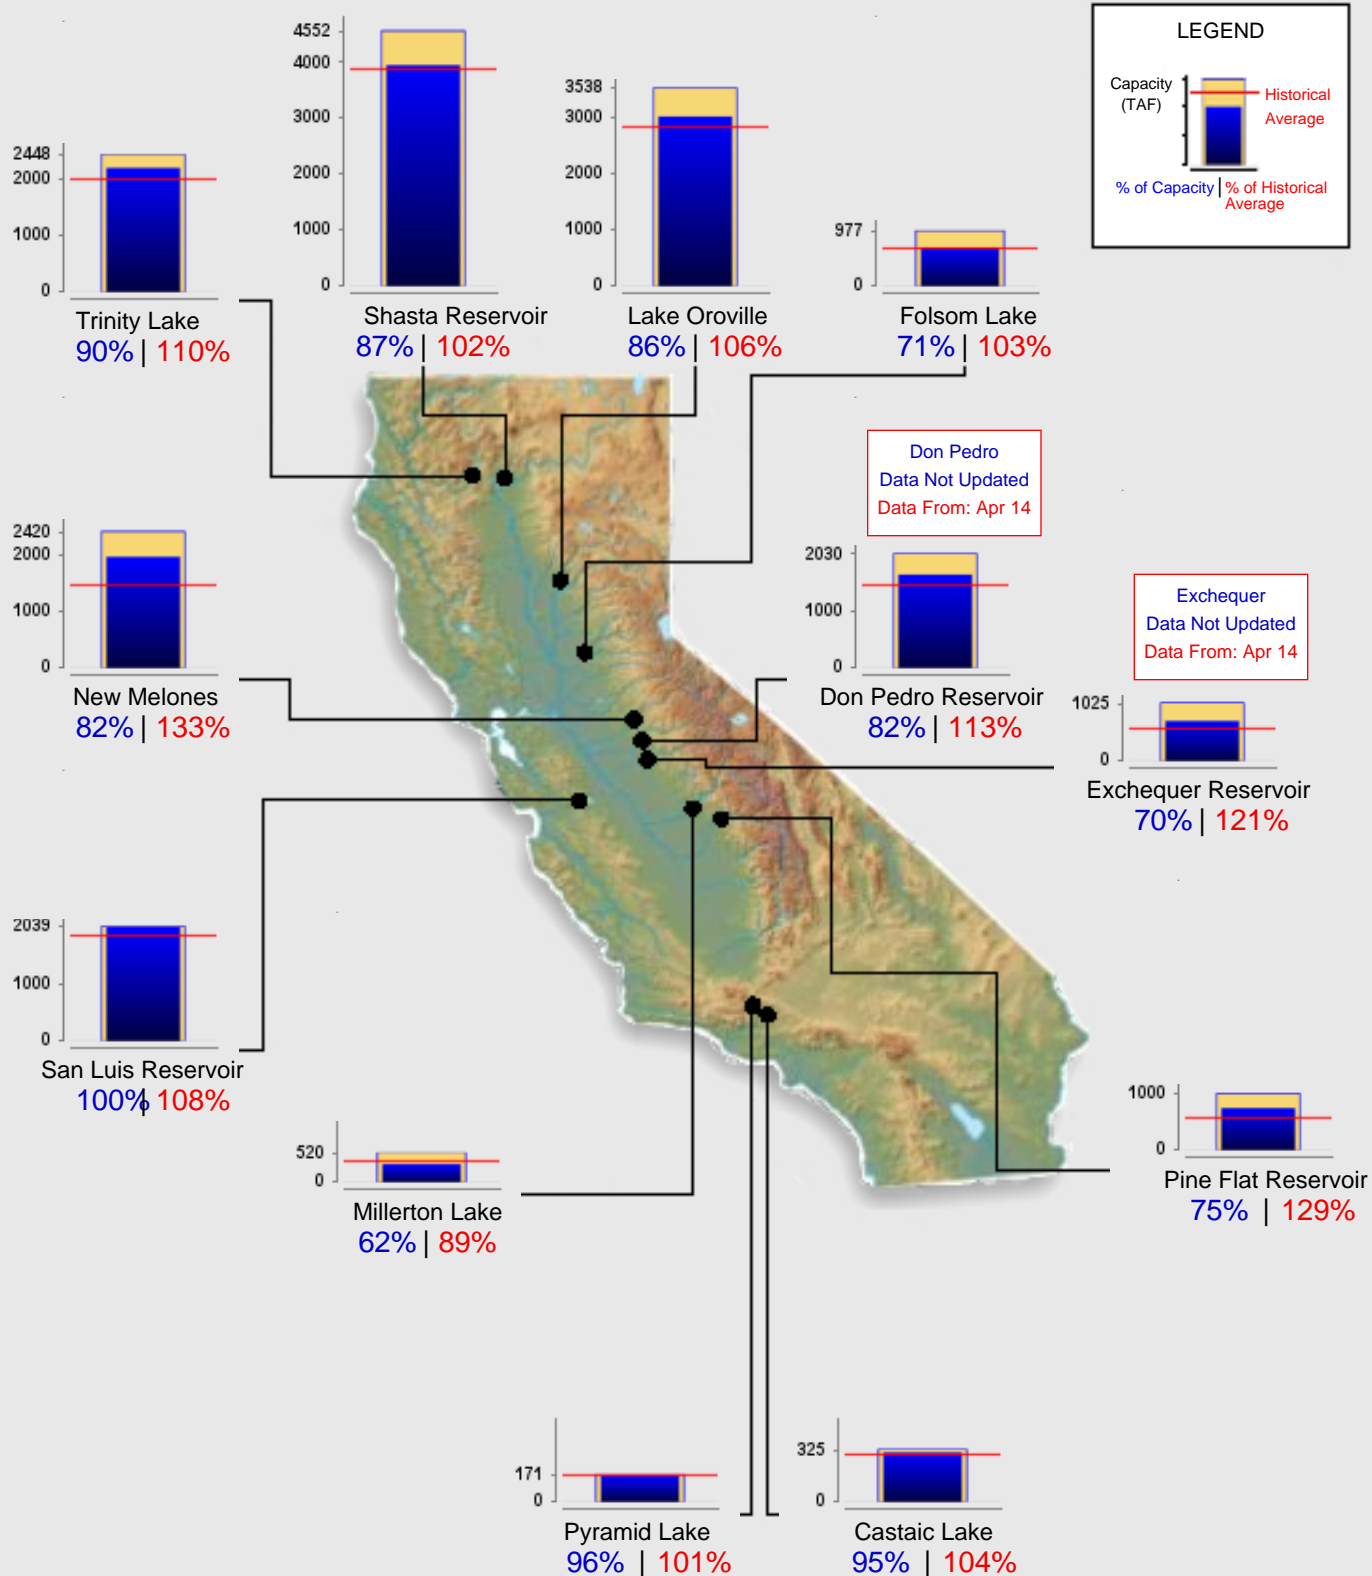 LEGEND
Capacity
(TAF)
Historical
Average
% of Capacity | % of Historical
Average
4552
4000
3000
2000
1000
0
Shasta Reservoir
87% | 102%
3538
3000
2000
1000
0
Lake Oroville
86% | 106%
2448
2000
1000
0
Trinity Lake
90% | 110%
977
0
Folsom Lake
71% | 103%
Don Pedro
Data Not Updated
Data From: Apr 14
2030
1000
0
Don Pedro Reservoir
82% | 113%
2420
2000
1000
0
New Melones
82% | 133%
Exchequer
Data Not Updated
Data From: Apr 14
1025
0
Exchequer Reservoir
70% | 121%
2039
1000
0
San Luis Reservoir
100% | 108%
520
0
Millerton Lake
62% | 89%
1000
0
Pine Flat Reservoir
75% | 129%
171
0
Pyramid Lake
96% | 101%
325
0
Castaic Lake
95% | 104%